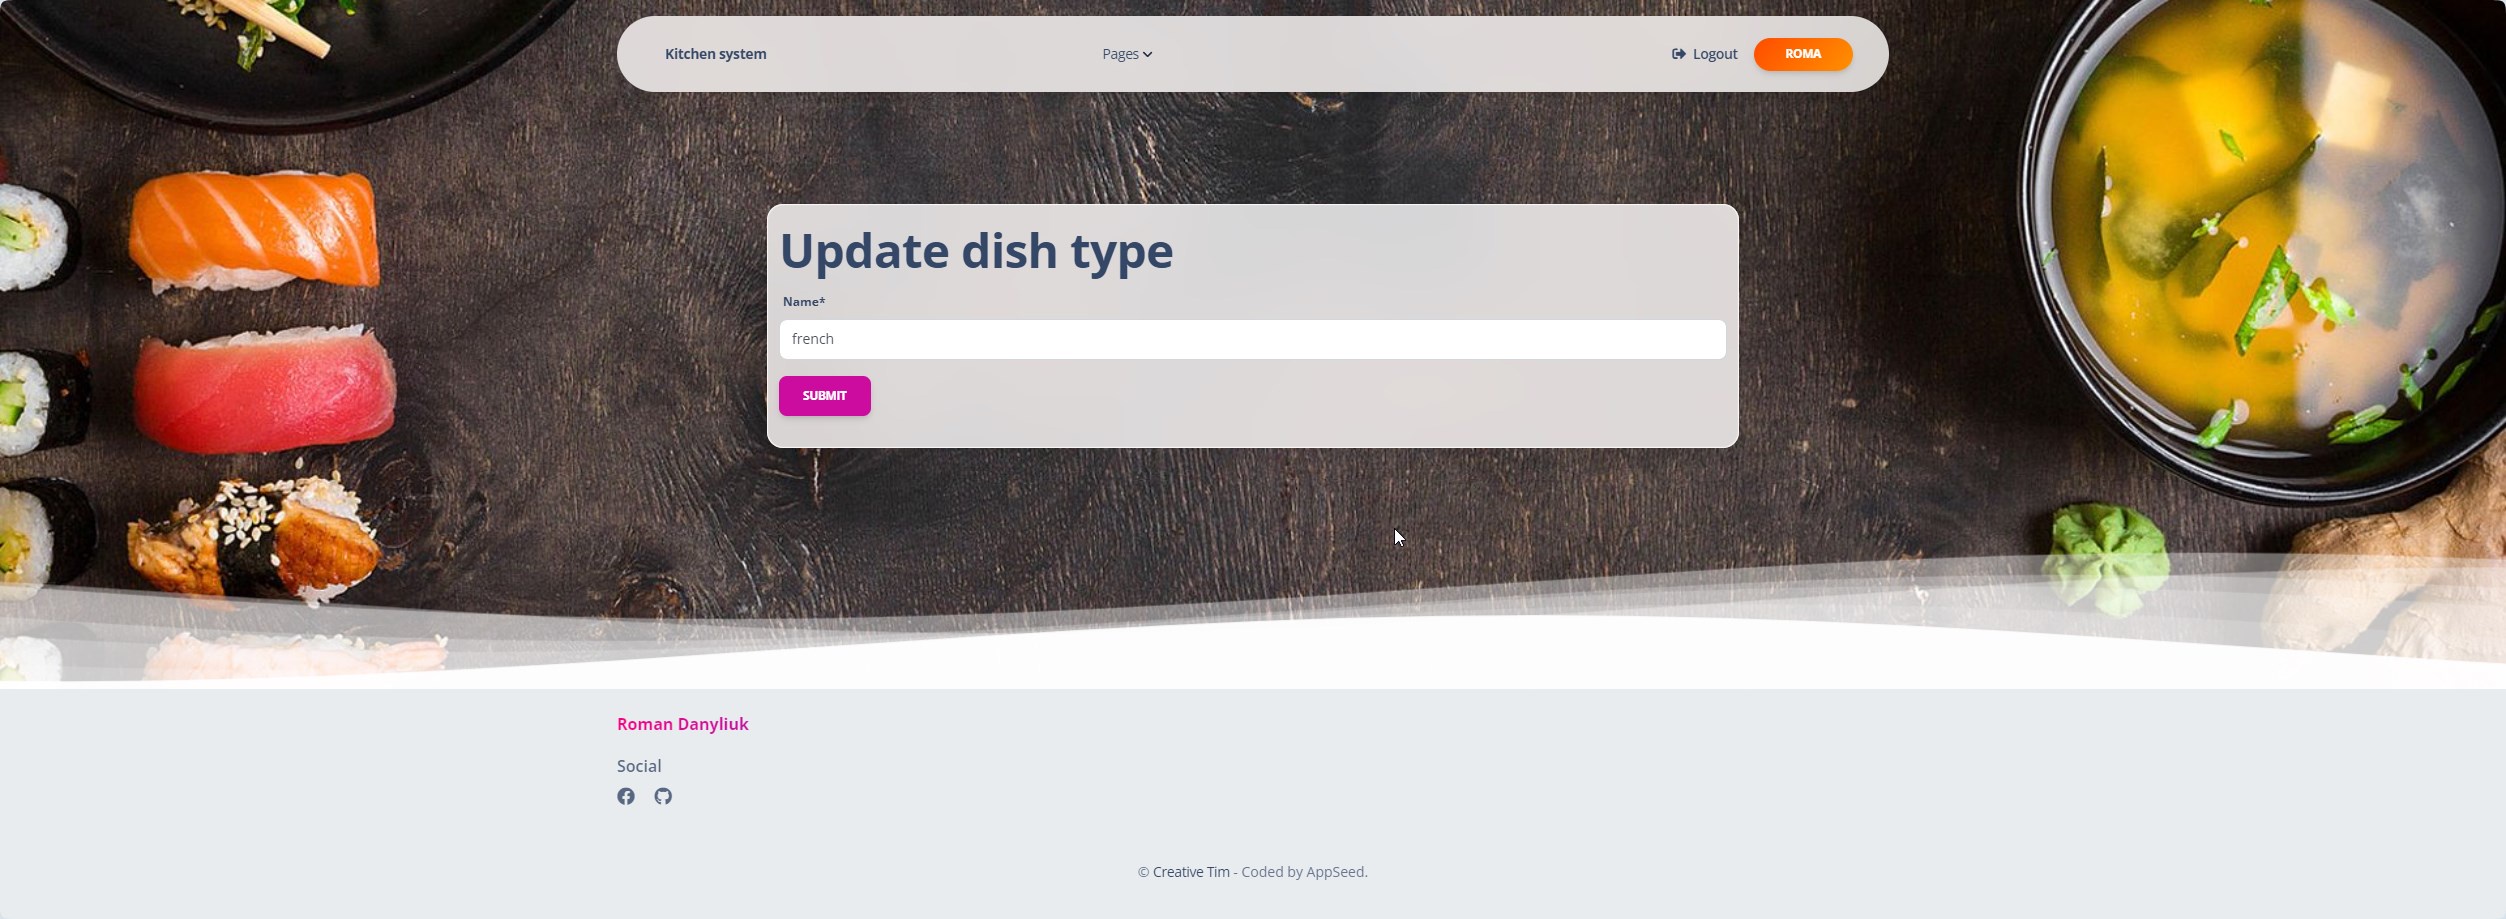 Kitchen system
Pages
Logout
ROMA
Update dish type
Name*
french
SUBMIT
Roman Danyliuk
Social
© Creative Tim - Coded by AppSeed.